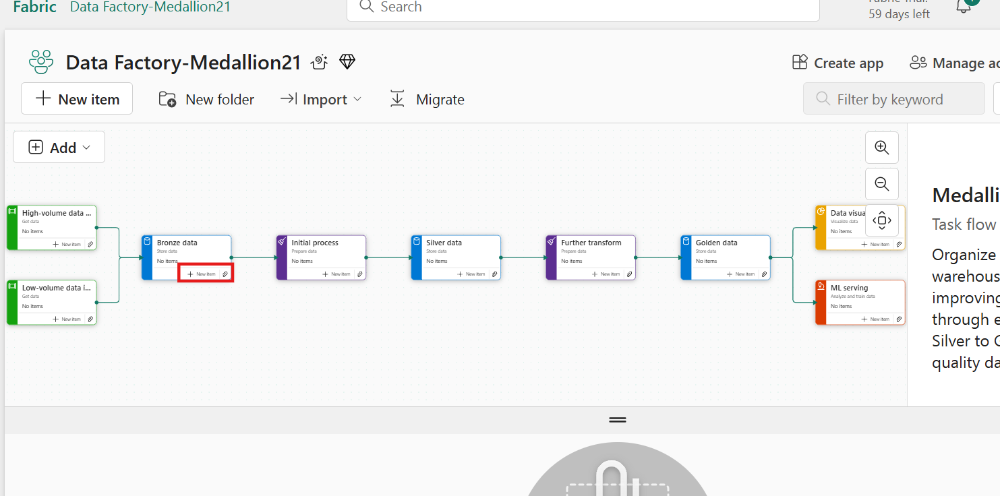 Fabric Data Factory-Medallion21
Search
59 days left
Data Factory-Medallion21
Create app
Manage
New item
New folder
Import
Migrate
Filter by keyword
Add
High-volume data ...
Get data
No items
New item
Low-volume data i...
Get data
No items
New item
Bronze data
Store data
No items
New item
Initial process
Prepare data
No items
New item
Silver data
Store data
No items
New item
Further transform
Prepare data
No items
New item
Golden data
Store data
No items
New item
Data visua
Visualize data
No items
New item
ML serving
Analyze and train data
No items
New item
Medalli
Task flow
Organize
warehous
improving
through e
Silver to
quality da